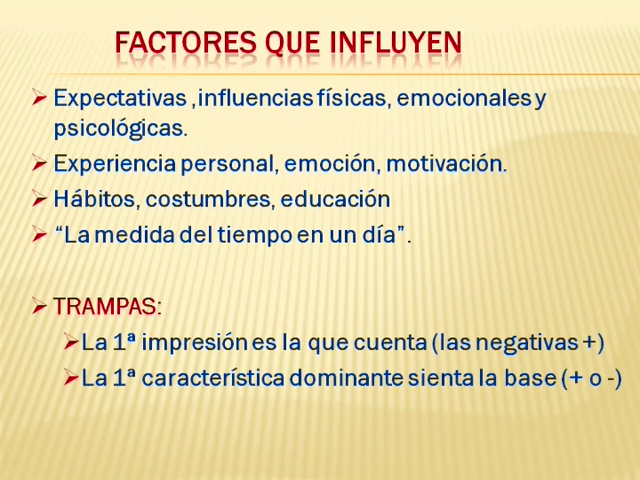 FACTORES QUE INFLUYEN
Expectativas ,influencias físicas, emocionales y
psicológicas.
Experiencia personal, emoción, motivación.
Hábitos, costumbres, educación
“La medida del tiempo en un día”.
TRAMPAS:
La 1ª impresión es la que cuenta (las negativas +)
La 1ª característica dominante sienta la base (+ o -)